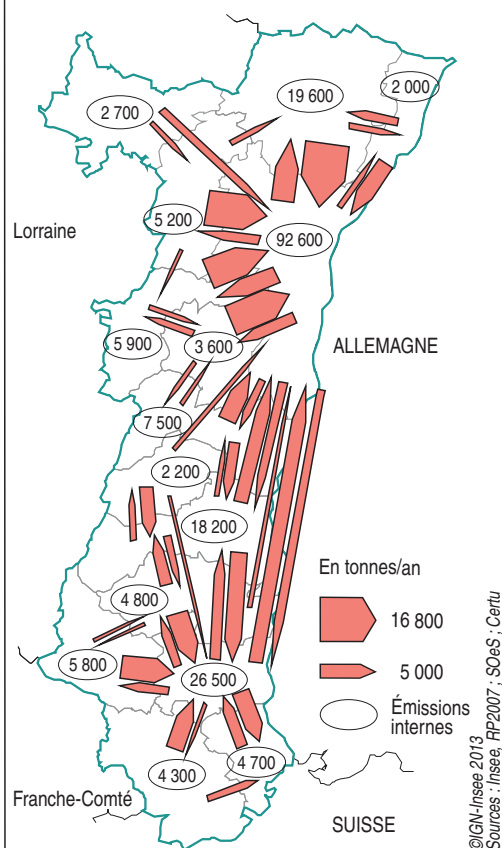 2 000
19 600
2 700
5 200
Lorraine
92 600
5 900
3 600
ALLEMAGNE
7 500
2 200
18 200
En tonnes/an
4 800
16 800
5 800
5 000
26 500
Émissions
internes
4 300
4 700
Franche-Comté
SUISSE
©IGN-Insee 2013
Sources : Insee, RP2007 ; SOeS ; Certu